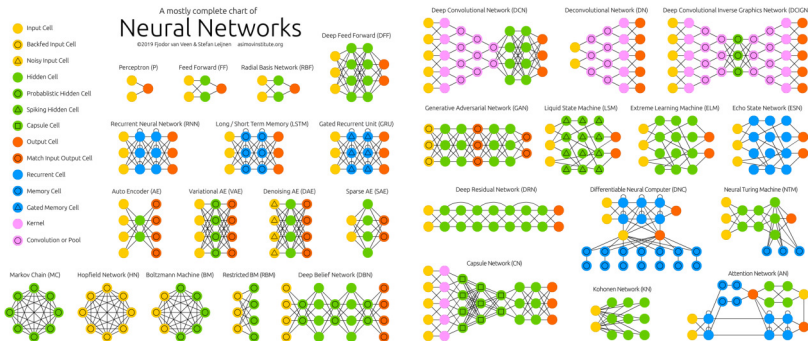 A mostly complete chart of
Neural Networks
©2019 Fjodor van Veen & Stefan Leijnen asimovinstitute.org
Input Cell
Backfed Input Cell
Noisy Input Cell
Hidden Cell
Probablistic Hidden Cell
Spiking Hidden Cell
Capsule Cell
Output Cell
Match Input Output Cell
Recurrent Cell
Memory Cell
Gated Memory Cell
Kernel
Convolution or Pool
Perceptron (P)
Feed Forward (FF)
Radial Basis Network (RBF)
Deep Feed Forward (DFF)
Recurrent Neural Network (RNN)
Long / Short Term Memory (LSTM)
Gated Recurrent Unit (GRU)
Auto Encoder (AE)
Variational AE (VAE)
Denoising AE (DAE)
Sparse AE (SAE)
Markov Chain (MC)
Hopfield Network (HN)
Boltzmann Machine (BM)
Restricted BM (RBM)
Deep Belief Network (DBN)
Deep Convolutional Network (DCN)
Deconvolutional Network (DN)
Deep Convolutional Inverse Graphics Network (DCIGN)
Generative Adversarial Network (GAN)
Liquid State Machine (LSM)
Extreme Learning Machine (ELM)
Echo State Network (ESN)
Deep Residual Network (DRN)
Differentiable Neural Computer (DNC)
Neural Turing Machine (NTM)
Capsule Network (CN)
Kohonen Network (KN)
Attention Network (AN)